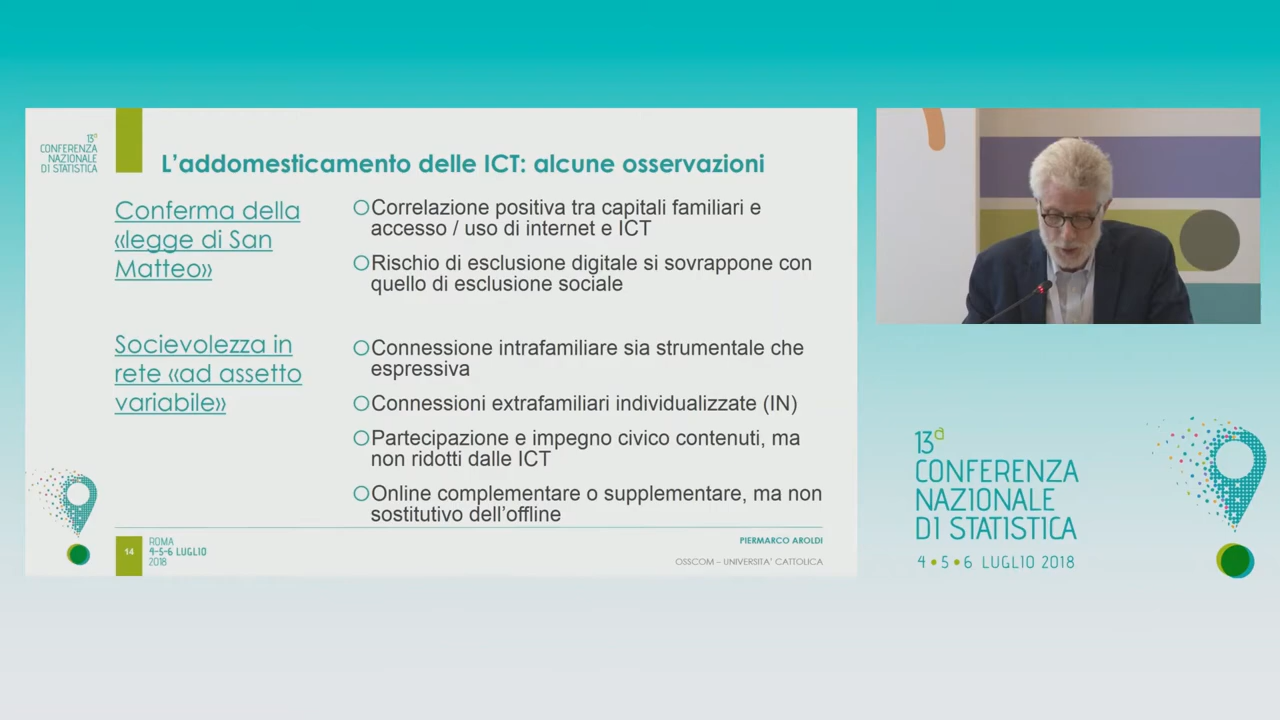 13ª
CONFERENZA
NAZIONALE
DI STATISTICA
L'addomesticamento delle ICT: alcune osservazioni
Conferma della
«legge di San
Matteo»
Correlazione positiva tra capitali familiari e
accesso / uso di internet e ICT
Rischio di esclusione digitale si sovrappone con
quello di esclusione sociale
Socievolezza in
rete «ad assetto
variabile»
Connessione intrafamiliare sia strumentale che
espressiva
Connessioni extrafamiliari individualizzate (IN)
Partecipazione e impegno civico contenuti, ma
non ridotti dalle ICT
Online complementare o supplementare, ma non
sostitutivo dell'offline
14
ROMA
4-5-6 LUGLIO
2018
PIERMARCO AROLDI
OSSCOM – UNIVERSITA' CATTOLICA
13ª
CONFERENZA
NAZIONALE
DI STATISTICA
4 • 5 • 6 LUGLIO 2018